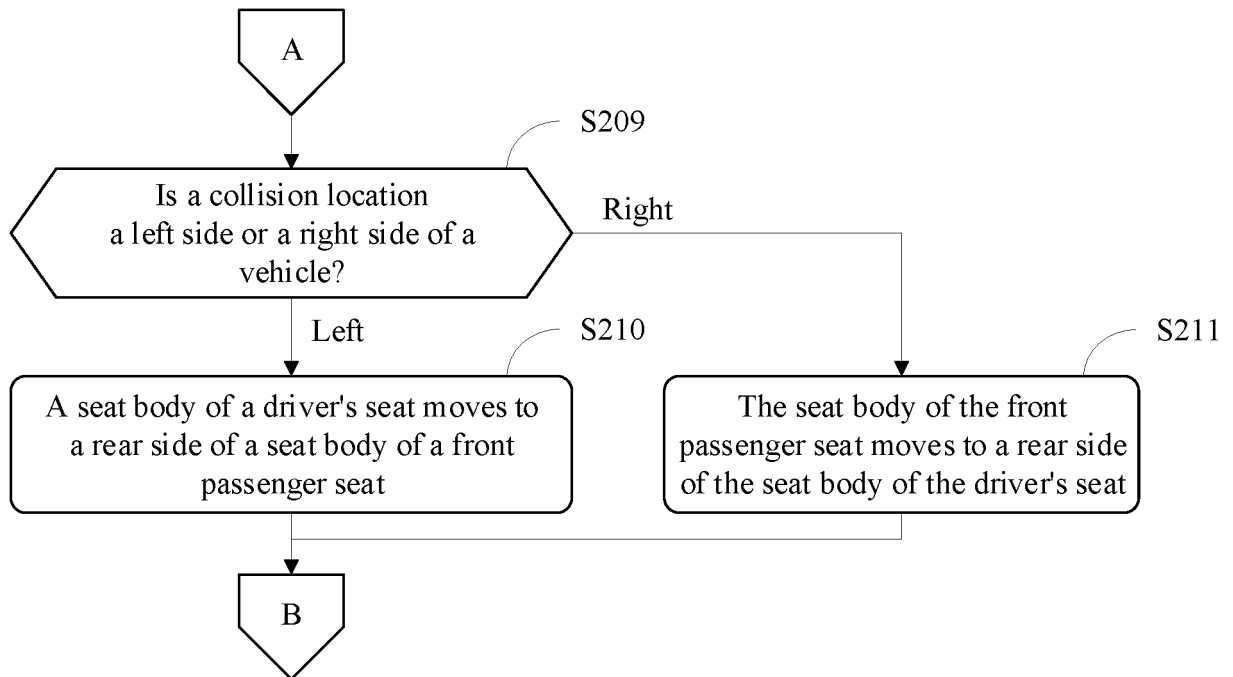 A
S209
Is a collision location
a left side or a right side of a
vehicle?
Right
Left
S210
A seat body of a driver's seat moves to
a rear side of a seat body of a front
passenger seat
S211
The seat body of the front
passenger seat moves to a rear side
of the seat body of the driver's seat
B